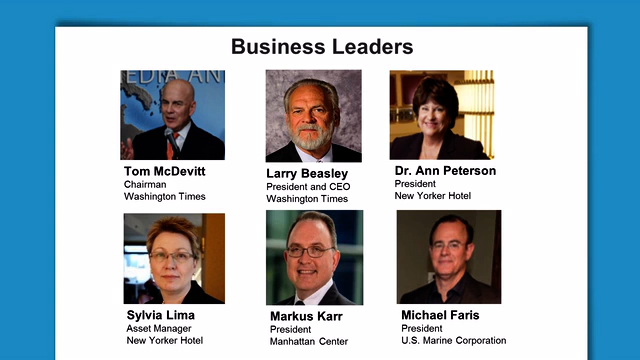 Business Leaders
EDIA AN
Tom McDevitt
Chairman
Washington Times
Larry Beasley
President and CEO
Washington Times
Dr. Ann Peterson
President
New Yorker Hotel
Sylvia Lima
Asset Manager
New Yorker Hotel
Markus Karr
President
Manhattan Center
Michael Faris
President
U.S. Marine Corporation